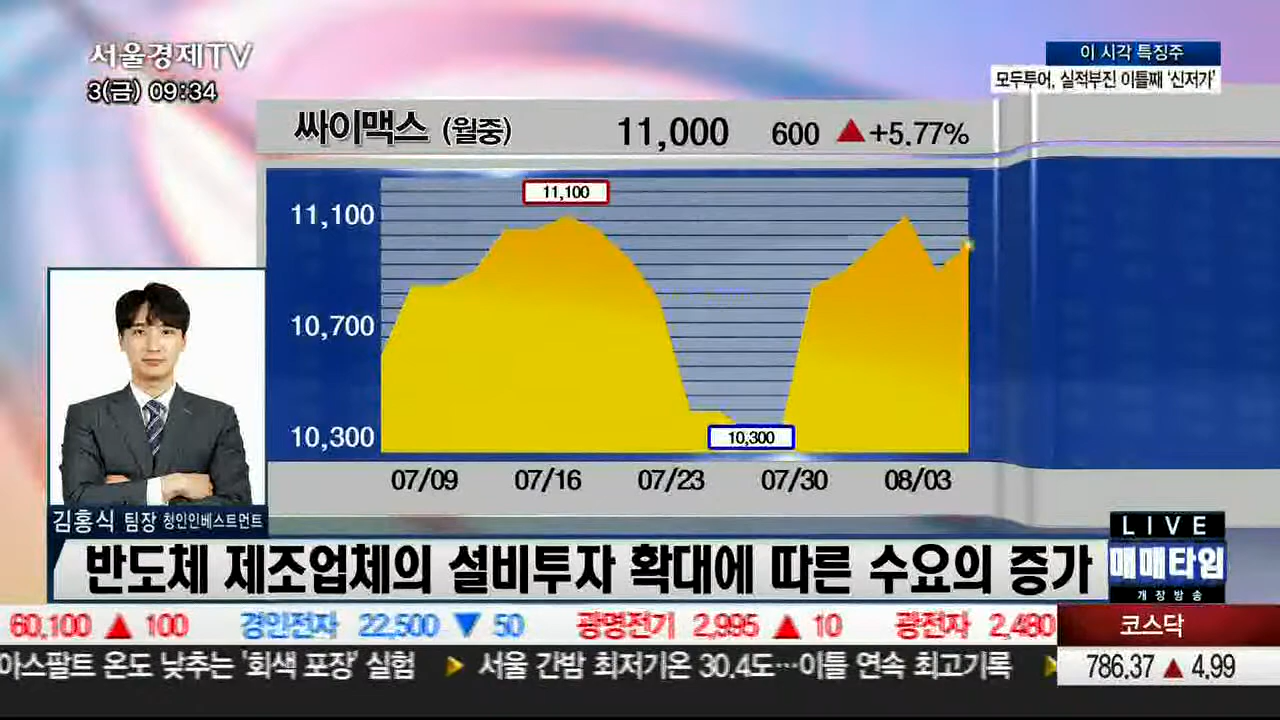 서울경제TV
3(금) 09:34
이 시각 특징주
모두투어, 실적부진 이틀째 '신저가'
싸이맥스 (월중) 11,000 600 ▲+5.77%
11,100
11,100
10,700
10,300
10,300
07/09 07/16 07/23 07/30 08/03
김홍식 팀장 청인인베스트먼트
반도체 제조업체의 설비투자 확대에 따른 수요의 증가
LIVE
매매타임
개장방송
60,100 ▲ 100 경인전자 22,500 ▼ 50 광명전기 2,995 ▲ 10 광전자 2,480
코스닥
아스팔트 온도 낮추는 '회색 포장' 실험 서울 간밤 최저기온 30.4도…이틀 연속 최고기록
786.37 ▲ 4.99